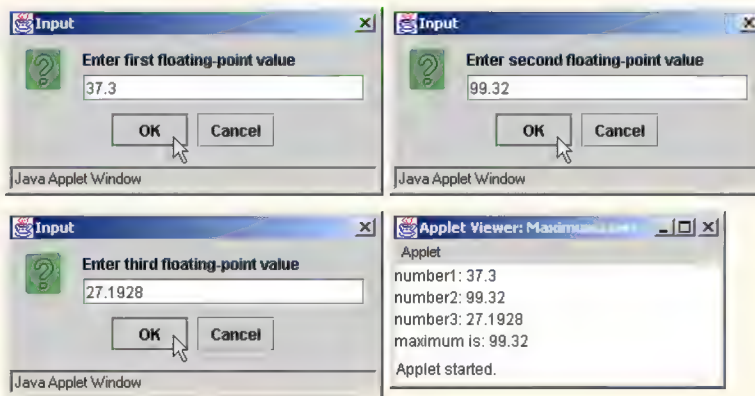 Input
Enter first floating-point value
37.3
OK Cancel
Java Applet Window
Input
Enter second floating-point value
99.32
OK Cancel
Java Applet Window
Input
Enter third floating-point value
27.1928
OK Cancel
Java Applet Window
Applet Viewer:
Applet
number1: 37.3
number2: 99.32
number3: 27.1928
maximum is: 99.32
Applet started.